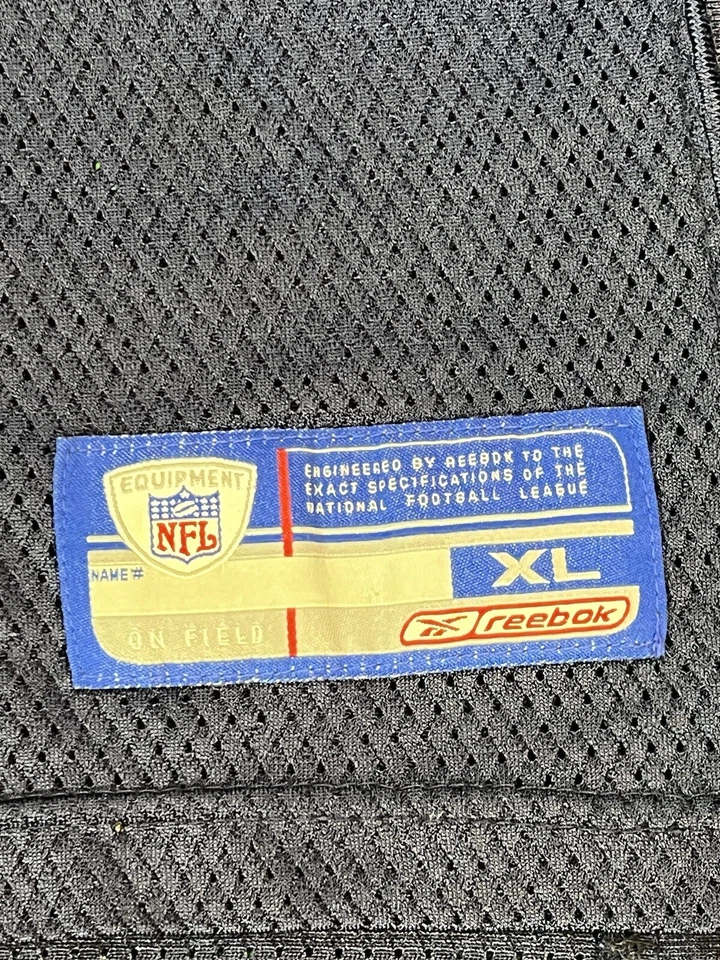 EQUIPMENT
NFL
ENGINEERED BY REEBOK TO THE
EXACT SPECIFICATIONS OF THE
NATIONAL FOOTBALL LEAGUE
NAME#
XL
ON FIELD
Reebok